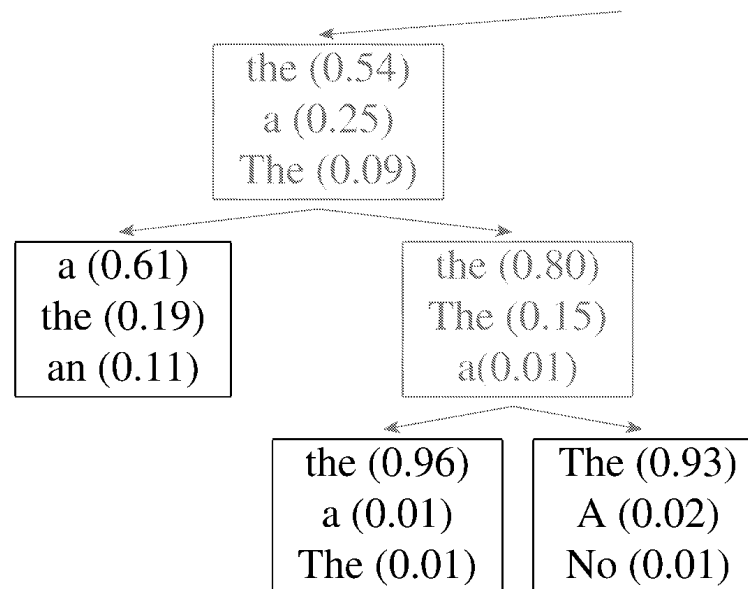 the (0.54)
a (0.25)
The (0.09)
a (0.61)
the (0.19)
an (0.11)
the (0.80)
The (0.15)
a(0.01)
the (0.96)
a (0.01)
The (0.01)
The (0.93)
A (0.02)
No (0.01)